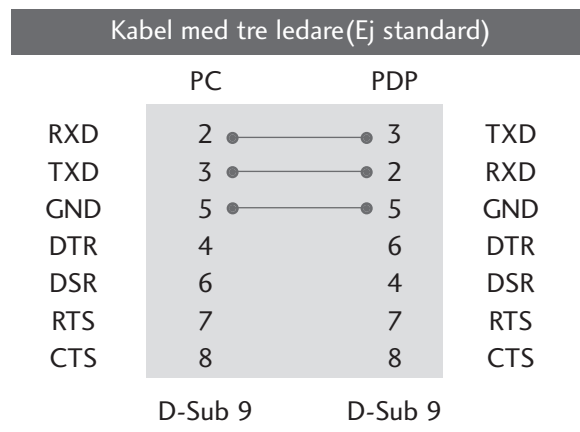 Kabel med tre ledare(Ej standard)
PC PDP
RXD 2 3 TXD
TXD 3 2 RXD
GND 5 5 GND
DTR 4 6 DTR
DSR 6 4 DSR
RTS 7 7 RTS
CTS 8 8 CTS
D-Sub 9 D-Sub 9